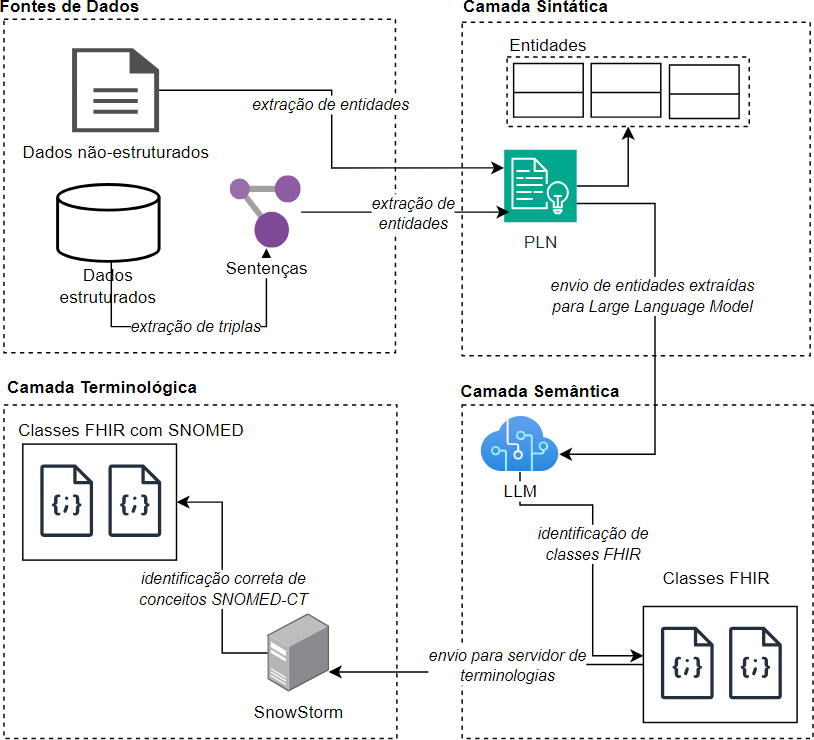 Fontes de Dados
extração de entidades
Dados não-estruturados
extração de
entidades
Sentenças
Dados
estruturados
extração de triplas
Camada Sintática
Entidades
PLN
envio de entidades extraídas
para Large Language Model
Camada Terminológica
Classes FHIR com SNOMED
{;}
{;}
identificação correta de
conceitos SNOMED-CT
SnowStorm
Camada Semântica
LLM
identificação de
classes FHIR
Classes FHIR
{;}
{;}
envio para servidor de
terminologias